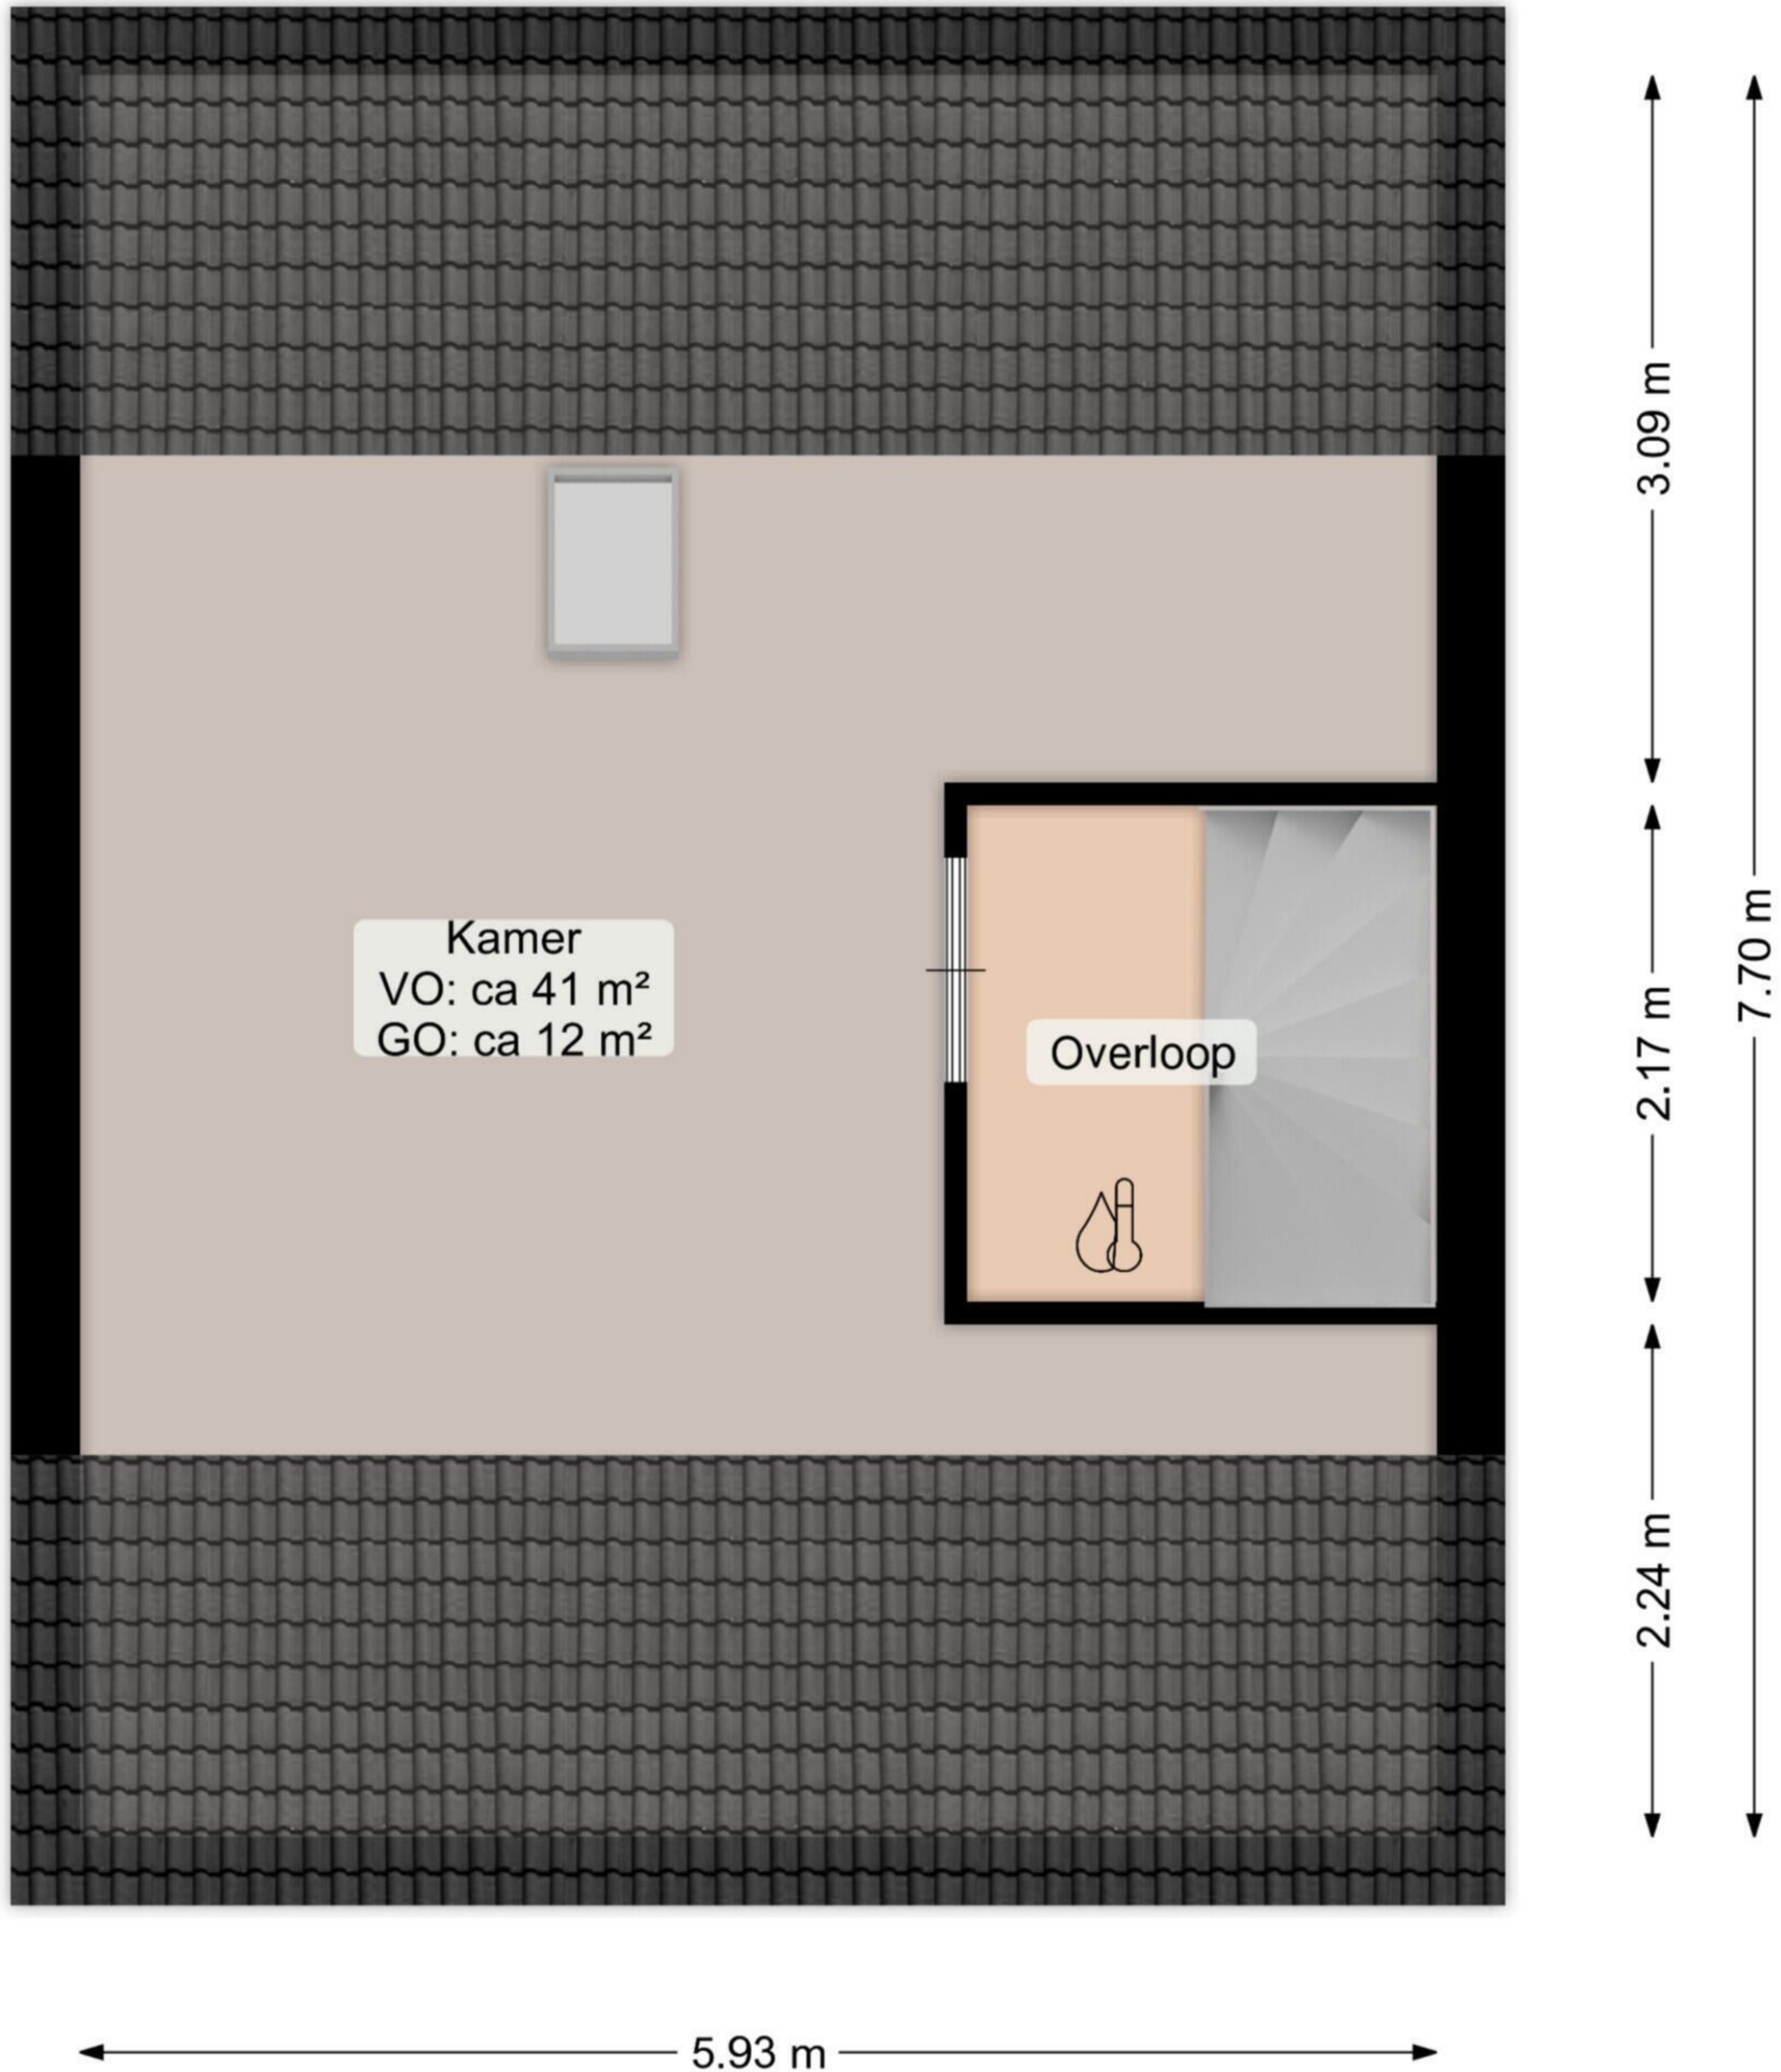 Kamer
VO: ca 41 m²
GO: ca 12 m²
Overloop
3.09 m
2.17 m
2.24 m
7.70 m
5.93 m